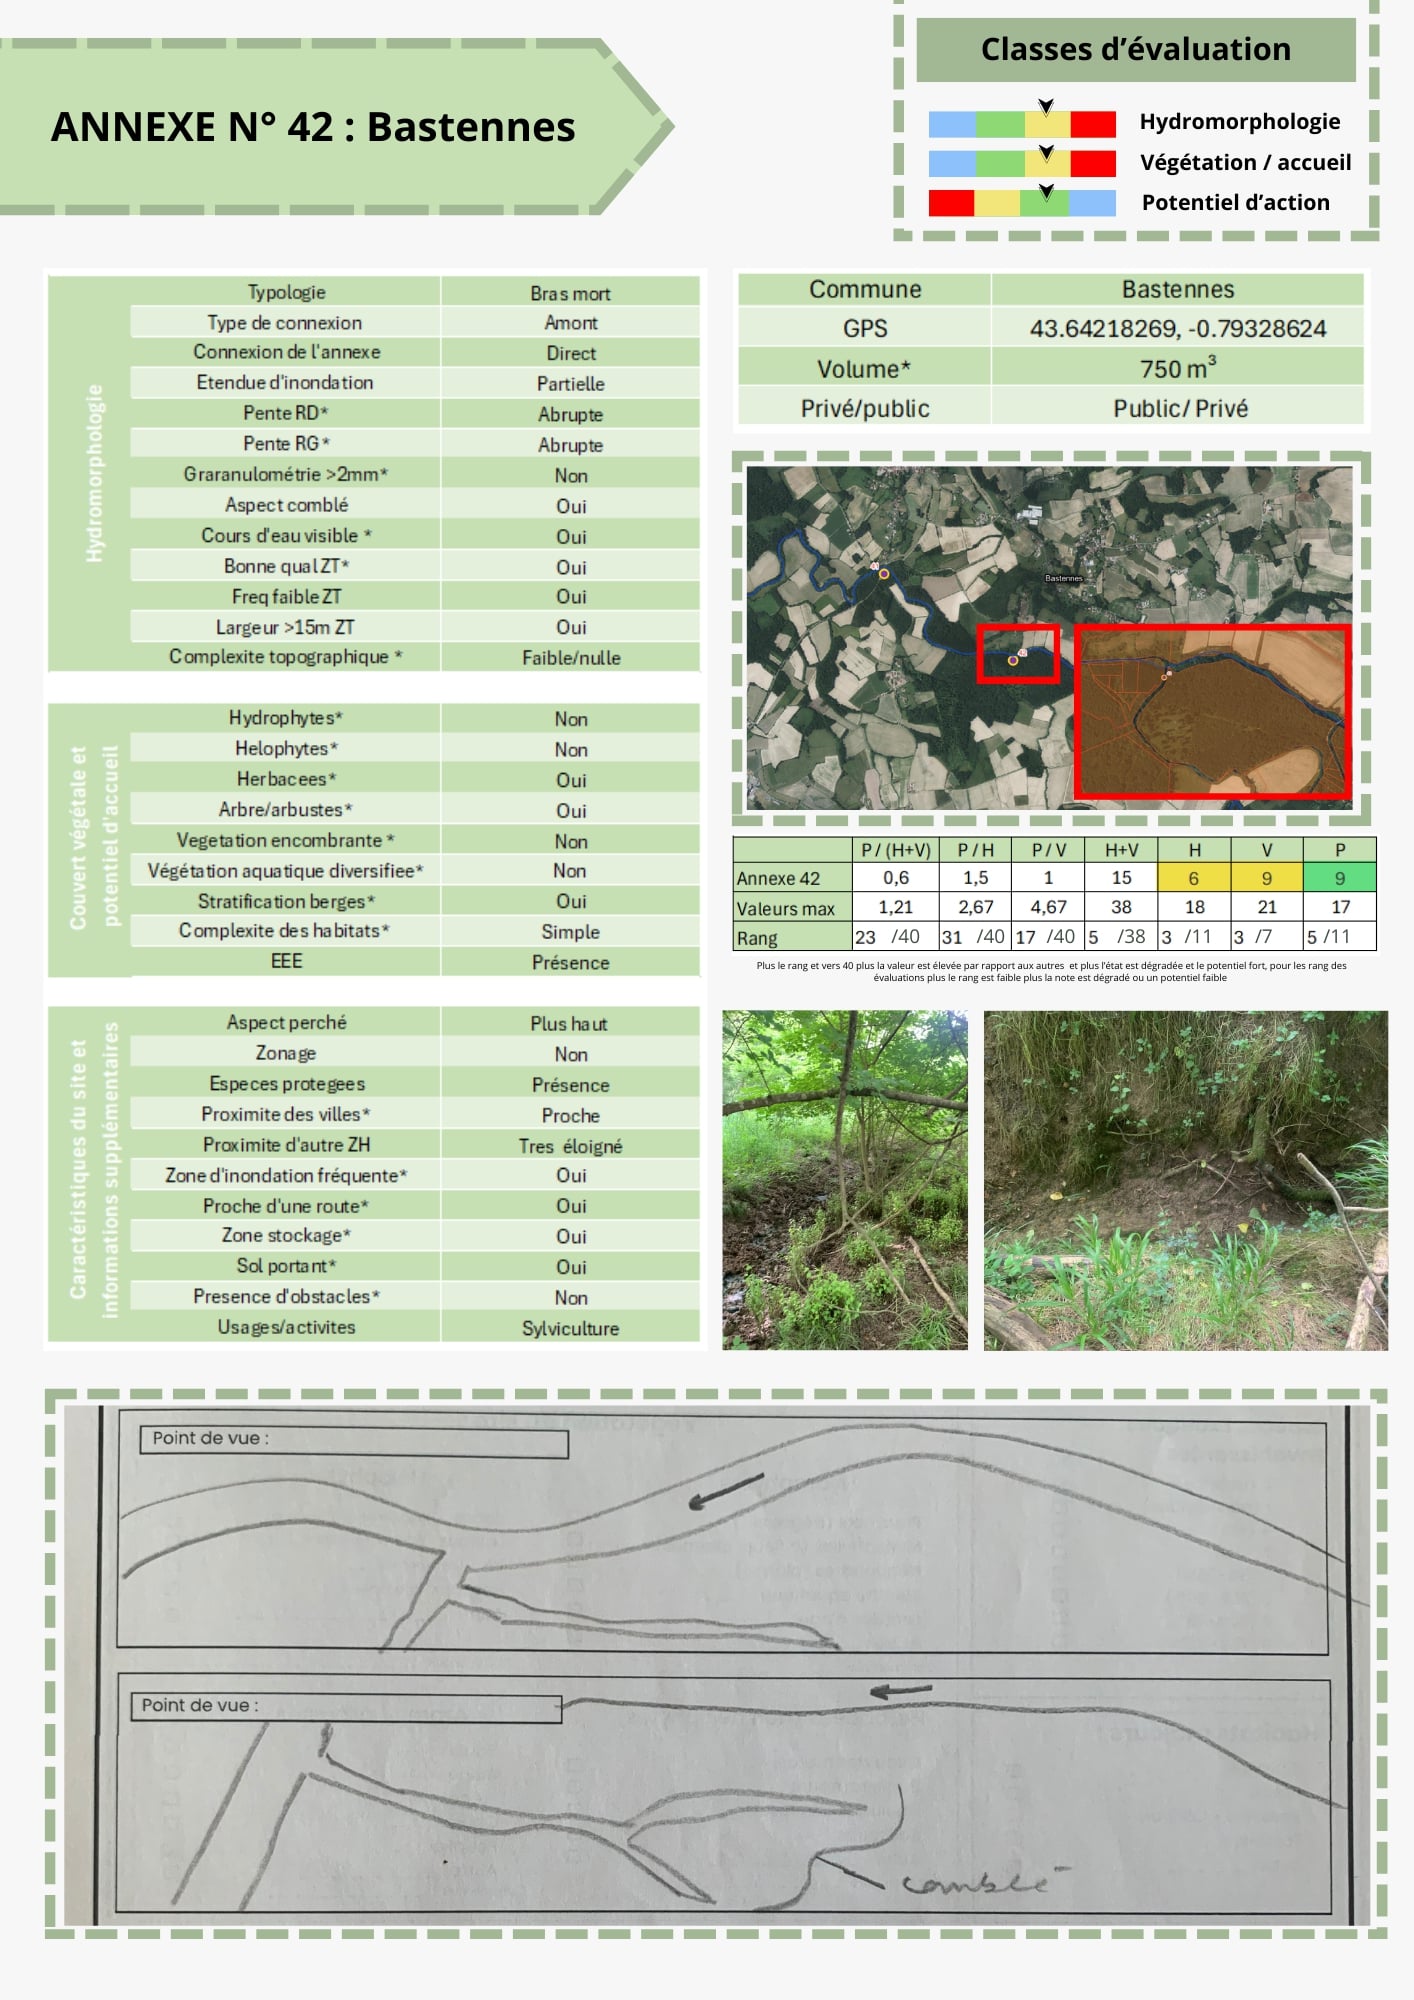 ANNEXE N° 42 : Bastennes
Classes d’évaluation
Hydromorphologie
Végétation / accueil
Potentiel d’action
Hydromorphologie
Typologie Bras mort
Type de connexion Amont
Connexion de l'annexe Direct
Etendue d'inondation Partielle
Pente RD* Abrupte
Pente RG* Abrupte
Graranulométrie >2mm* Non
Aspect comblé Oui
Cours d'eau visible * Oui
Bonne qual ZT* Oui
Freq faible ZT Oui
Largeur >15m ZT Oui
Complexite topographique * Faible/nulle
Couvert végétale et
potentiel d'accueil
Hydrophytes* Non
Helophytes* Non
Herbacees* Oui
Arbre/arbustes* Oui
Vegetation encombrante * Non
Végétation aquatique diversifiee* Non
Stratification berges* Oui
Complexite des habitats* Simple
EEE Présence
Caractéristiques du site et
informations supplémentaires
Aspect perché Plus haut
Zonage Non
Especes protegees Présence
Proximite des villes* Proche
Proximite d'autre ZH Tres éloigné
Zone d'inondation fréquente* Oui
Proche d'une route* Oui
Zone stockage* Oui
Sol portant* Oui
Presence d'obstacles* Non
Usages/activites Sylviculture
Commune Bastennes
GPS 43.64218269, -0.79328624
Volume* 750 m³
Privé/public Public/ Privé
41
Bastennes
42
P / (H+V) P / H P / V H+V H V P
Annexe 42 0,6 1,5 1 15 6 9 9
Valeurs max 1,21 2,67 4,67 38 18 21 17
Rang 23 /40 31 /40 17 /40 5 /38 3 /11 3 /7 5 /11
Plus le rang et vers 40 plus la valeur est élevée par rapport aux autres et plus l'état est dégradée et le potentiel fort, pour les rang des
évaluations plus le rang est faible plus la note est dégradé ou un potentiel faible
Point de vue :
Point de vue :
comblé